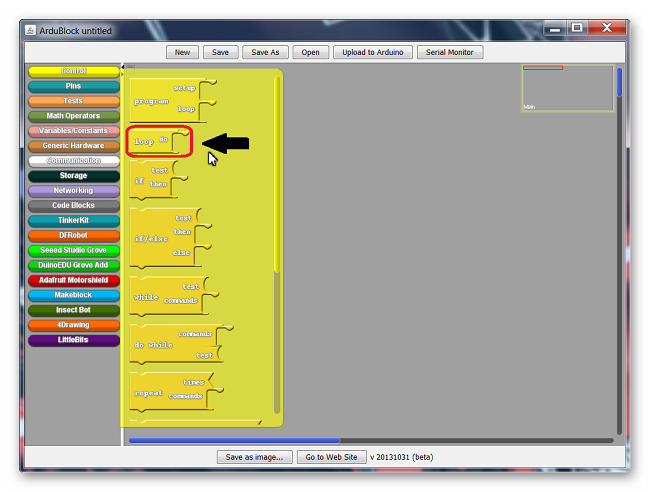 ArduBlock untitled
New Save Save As Open Upload to Arduino Serial Monitor
Control
Pins
Tests
Math Operators
Variables/Constants
Generic Hardware
Communication
Storage
Networking
Code Blocks
TinkerKit
DFRobot
Seeed Studio Grove
DuinoEDU Grove Add
Adafruit Motorshield
Makeblock
Insect Bot
4Drawing
LittleBits
setup
program
loop
loop do
test
if then
test
if/else then
else
test
while commands
commands
do while
test
times
repeat commands
Main
Save as image... Go to Web Site v 20131031 (beta)